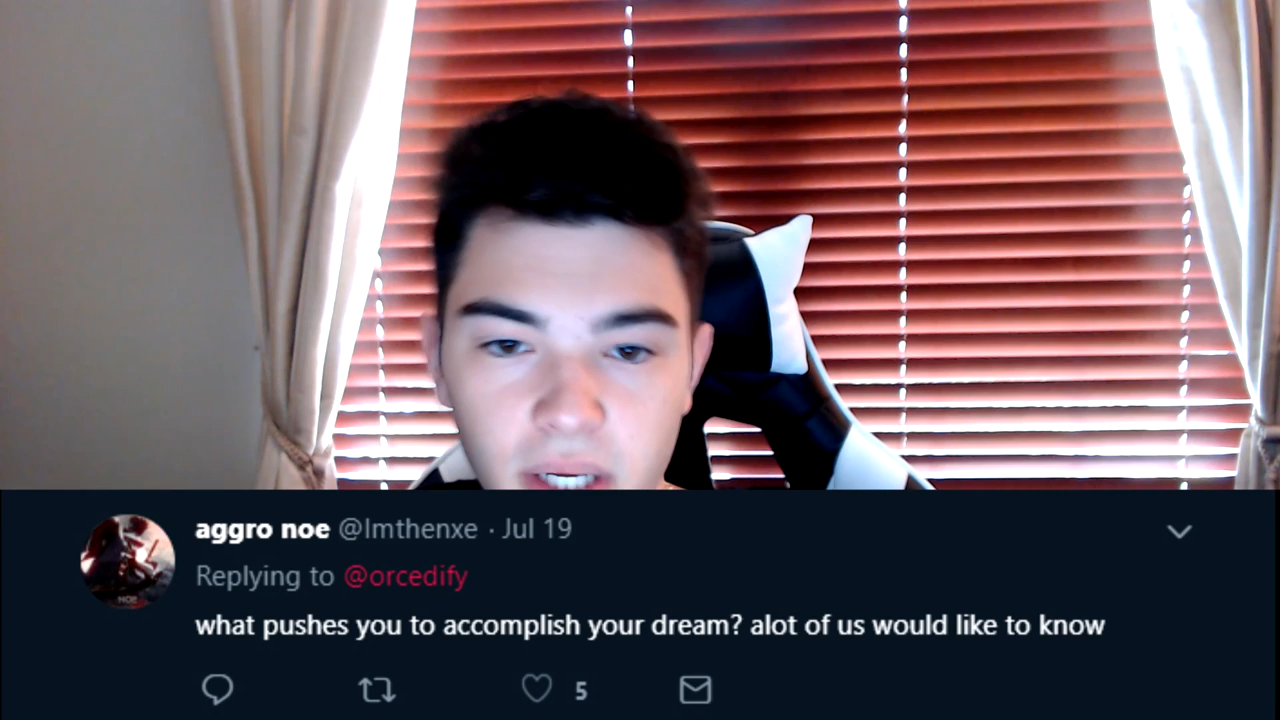 aggro noe @Imthenxe · Jul 19
Replying to @orcedify
what pushes you to accomplish your dream? alot of us would like to know
5